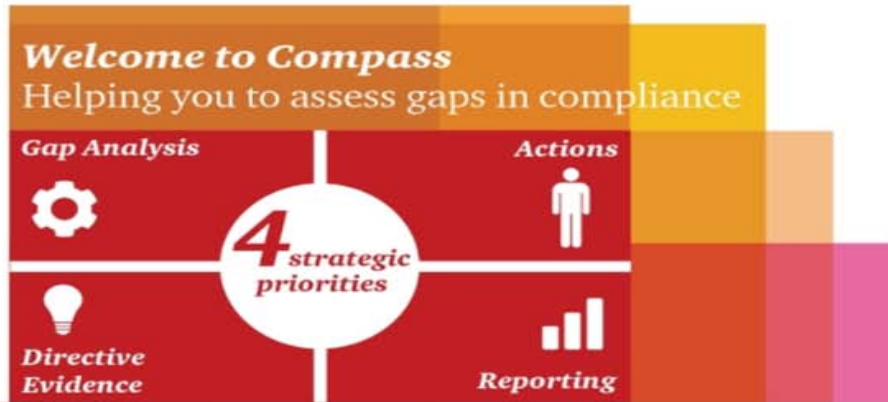 Welcome to Compass
Helping you to assess gaps in compliance
Gap Analysis
Actions
4 strategic
priorities
Directive
Evidence
Reporting